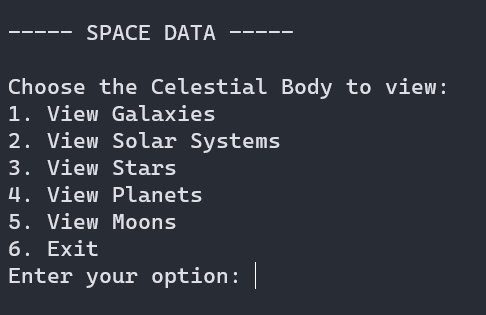 ----- SPACE DATA -----
Choose the Celestial Body to view:
1. View Galaxies
2. View Solar Systems
3. View Stars
4. View Planets
5. View Moons
6. Exit
Enter your option: